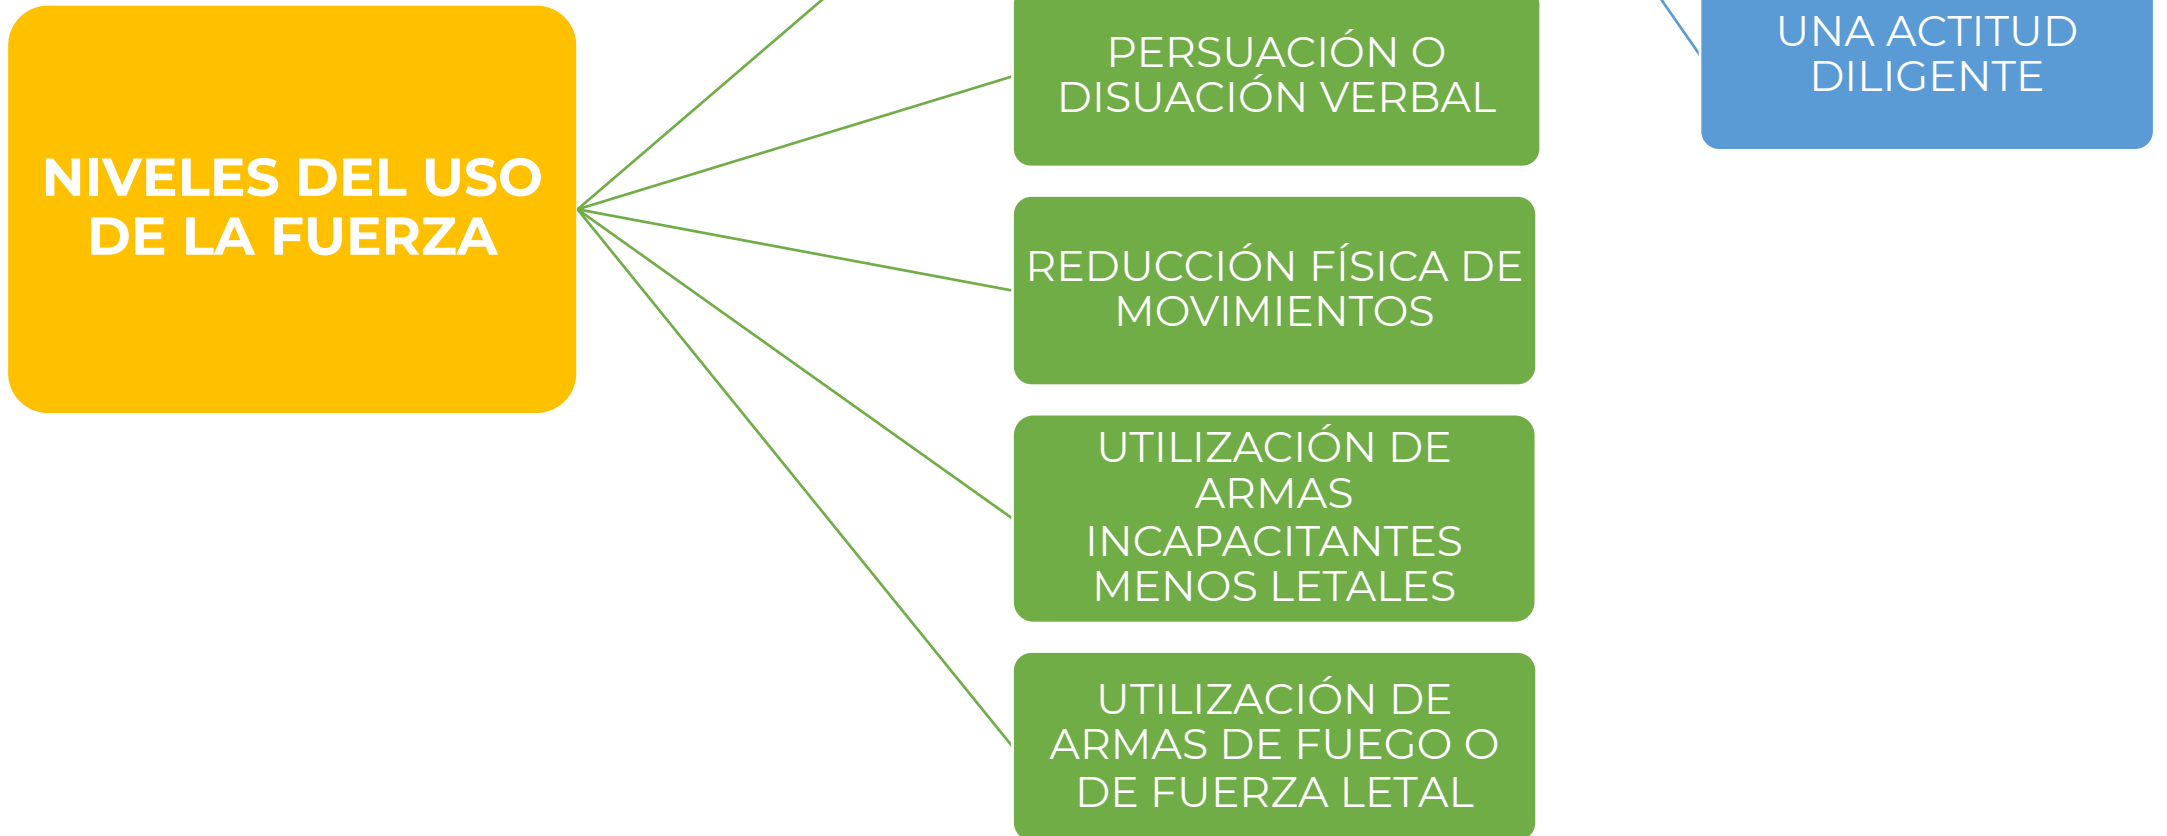 NIVELES DEL USO
DE LA FUERZA
PERSUACIÓN O
DISUACIÓN VERBAL
REDUCCIÓN FÍSICA DE
MOVIMIENTOS
UTILIZACIÓN DE
ARMAS
INCAPACITANTES
MENOS LETALES
UTILIZACIÓN DE
ARMAS DE FUEGO O
DE FUERZA LETAL
UNA ACTITUD
DILIGENTE